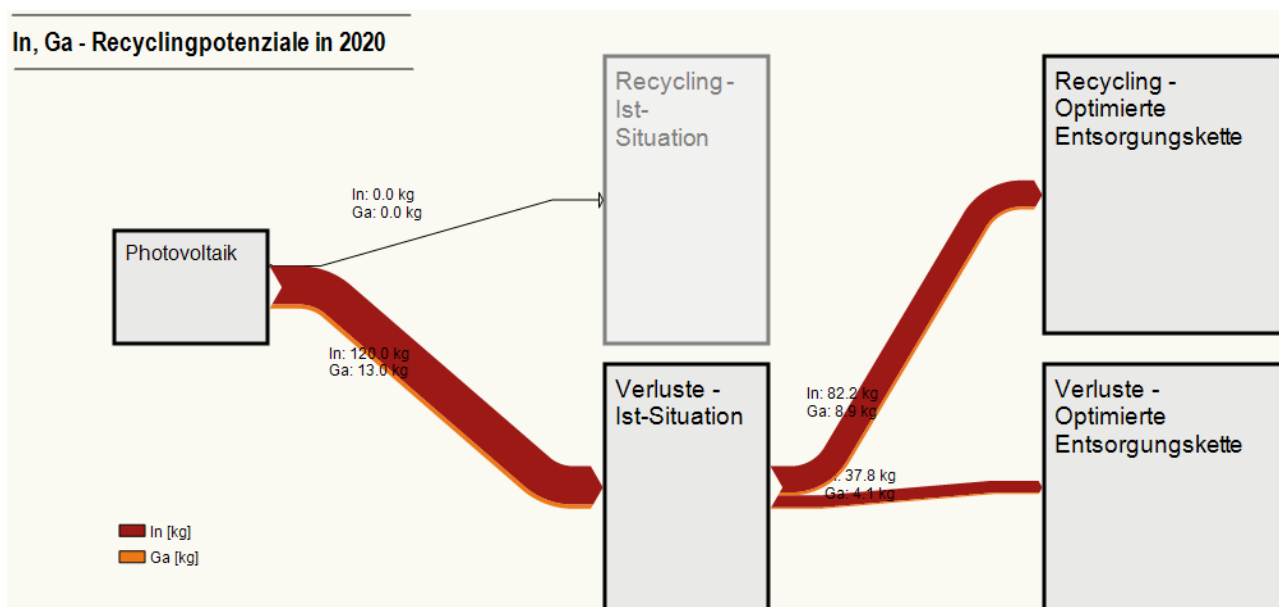 In, Ga - Recyclingpotenziale in 2020
Recycling -
Ist-
Situation
Recycling -
Optimierte
Entsorgungskette
In: 0.0 kg
Ga: 0.0 kg
Photovoltaik
In: 120.0 kg
Ga: 13.0 kg
Verluste -
Ist-Situation
In: 82.2 kg
Ga: 8.9 kg
Verluste -
Optimierte
Entsorgungskette
37.8 kg
Ga: 4.1 kg
In [kg]
Ga [kg]